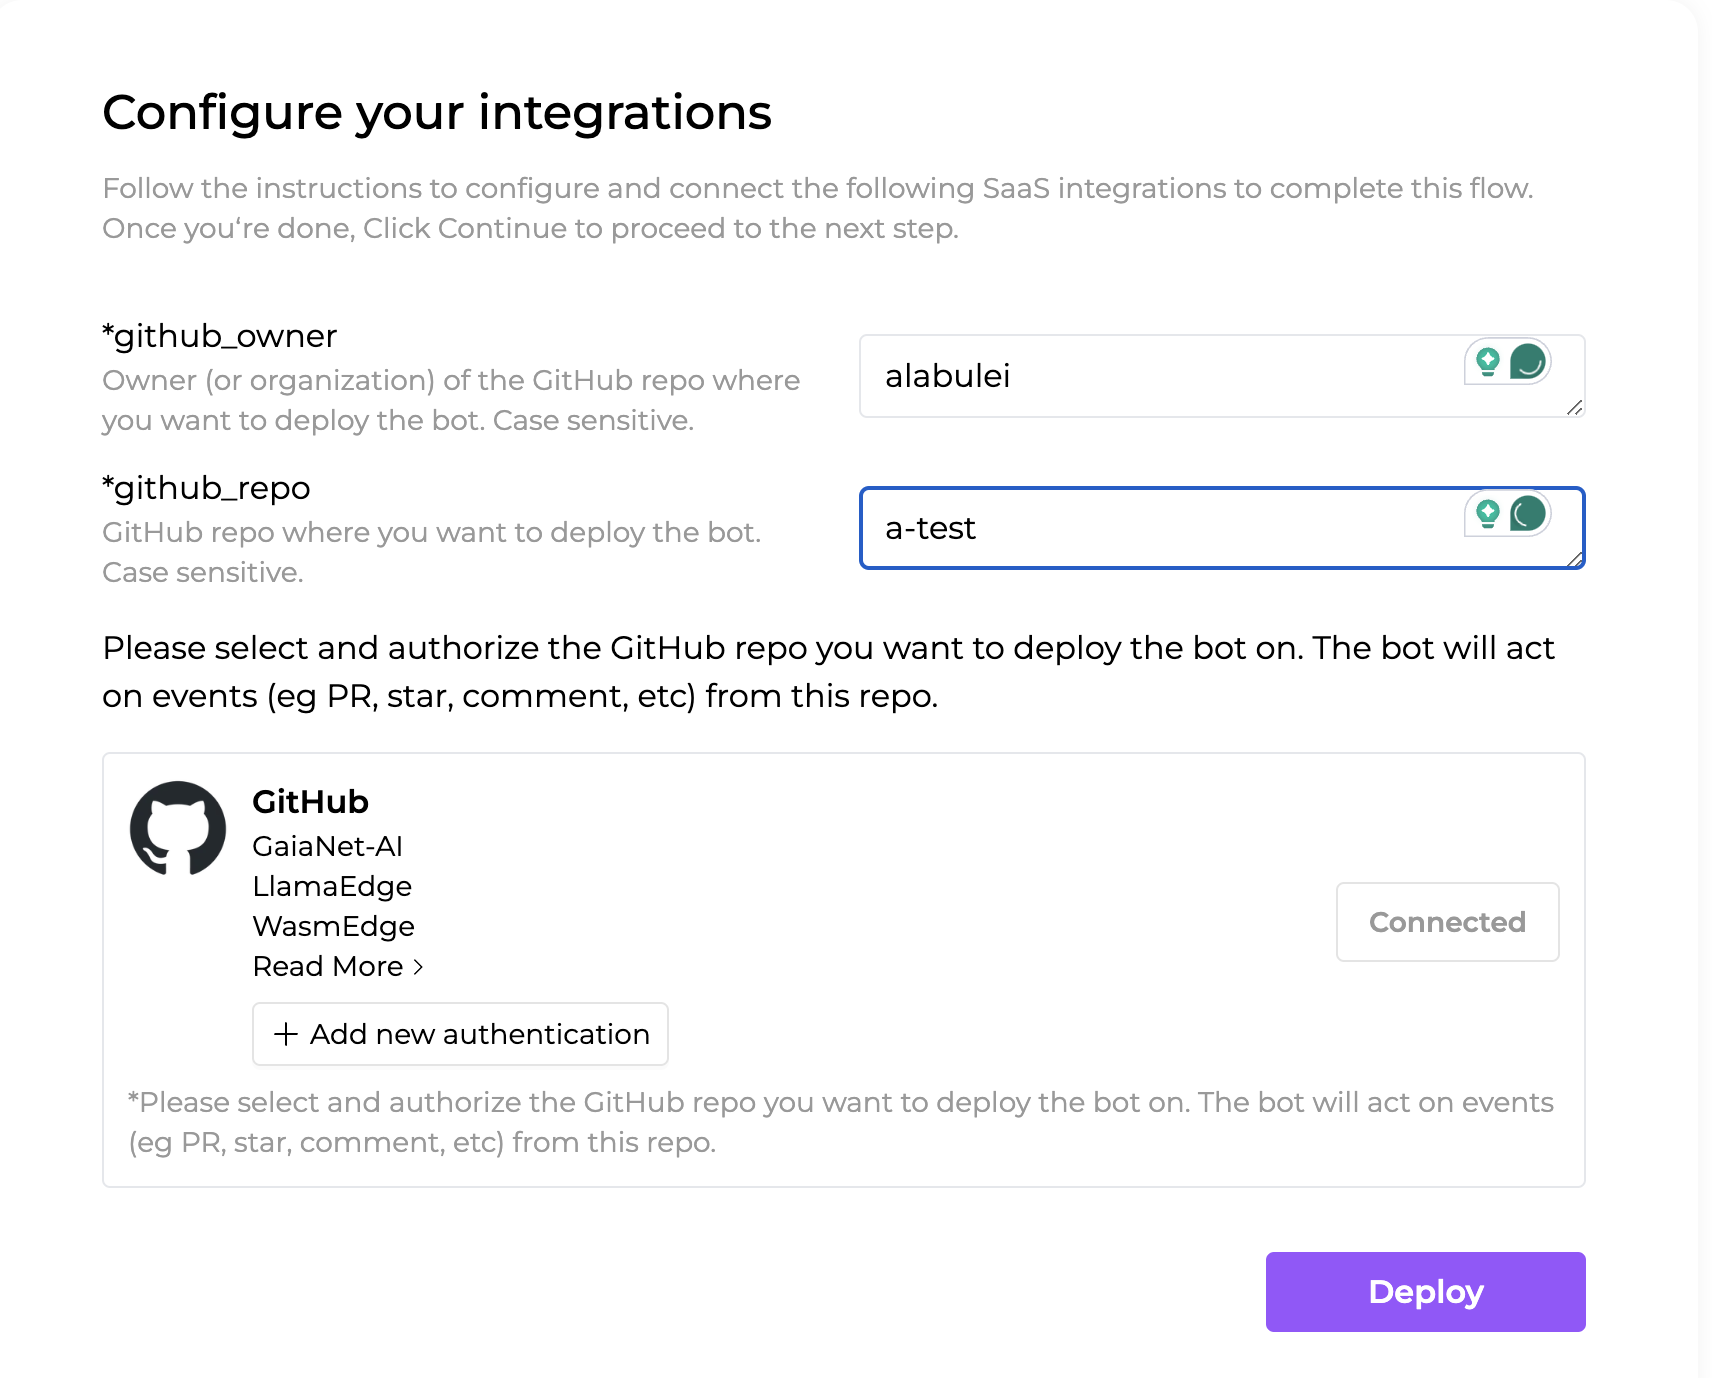 Configure your integrations
Follow the instructions to configure and connect the following SaaS integrations to complete this flow.
Once you‘re done, Click Continue to proceed to the next step.
*github_owner
Owner (or organization) of the GitHub repo where
you want to deploy the bot. Case sensitive.
alabulei
*github_repo
GitHub repo where you want to deploy the bot.
Case sensitive.
a-test
Please select and authorize the GitHub repo you want to deploy the bot on. The bot will act
on events (eg PR, star, comment, etc) from this repo.
GitHub
GaiaNet-AI
LlamaEdge
WasmEdge
Read More >
Connected
+ Add new authentication
*Please select and authorize the GitHub repo you want to deploy the bot on. The bot will act on events
(eg PR, star, comment, etc) from this repo.
Deploy